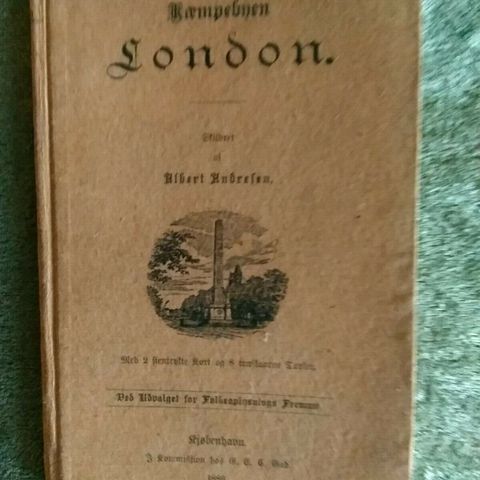 Kæmpebyen
London.
Skildret
af
Albert Andresen.
Med 2 stentrykte Kort og 8 træskaarne Tavler.
Ved Udvalget for Folkeoplysnings Fremme
Kjøbenhavn.
I Kommission hos G. E. C. Gad.